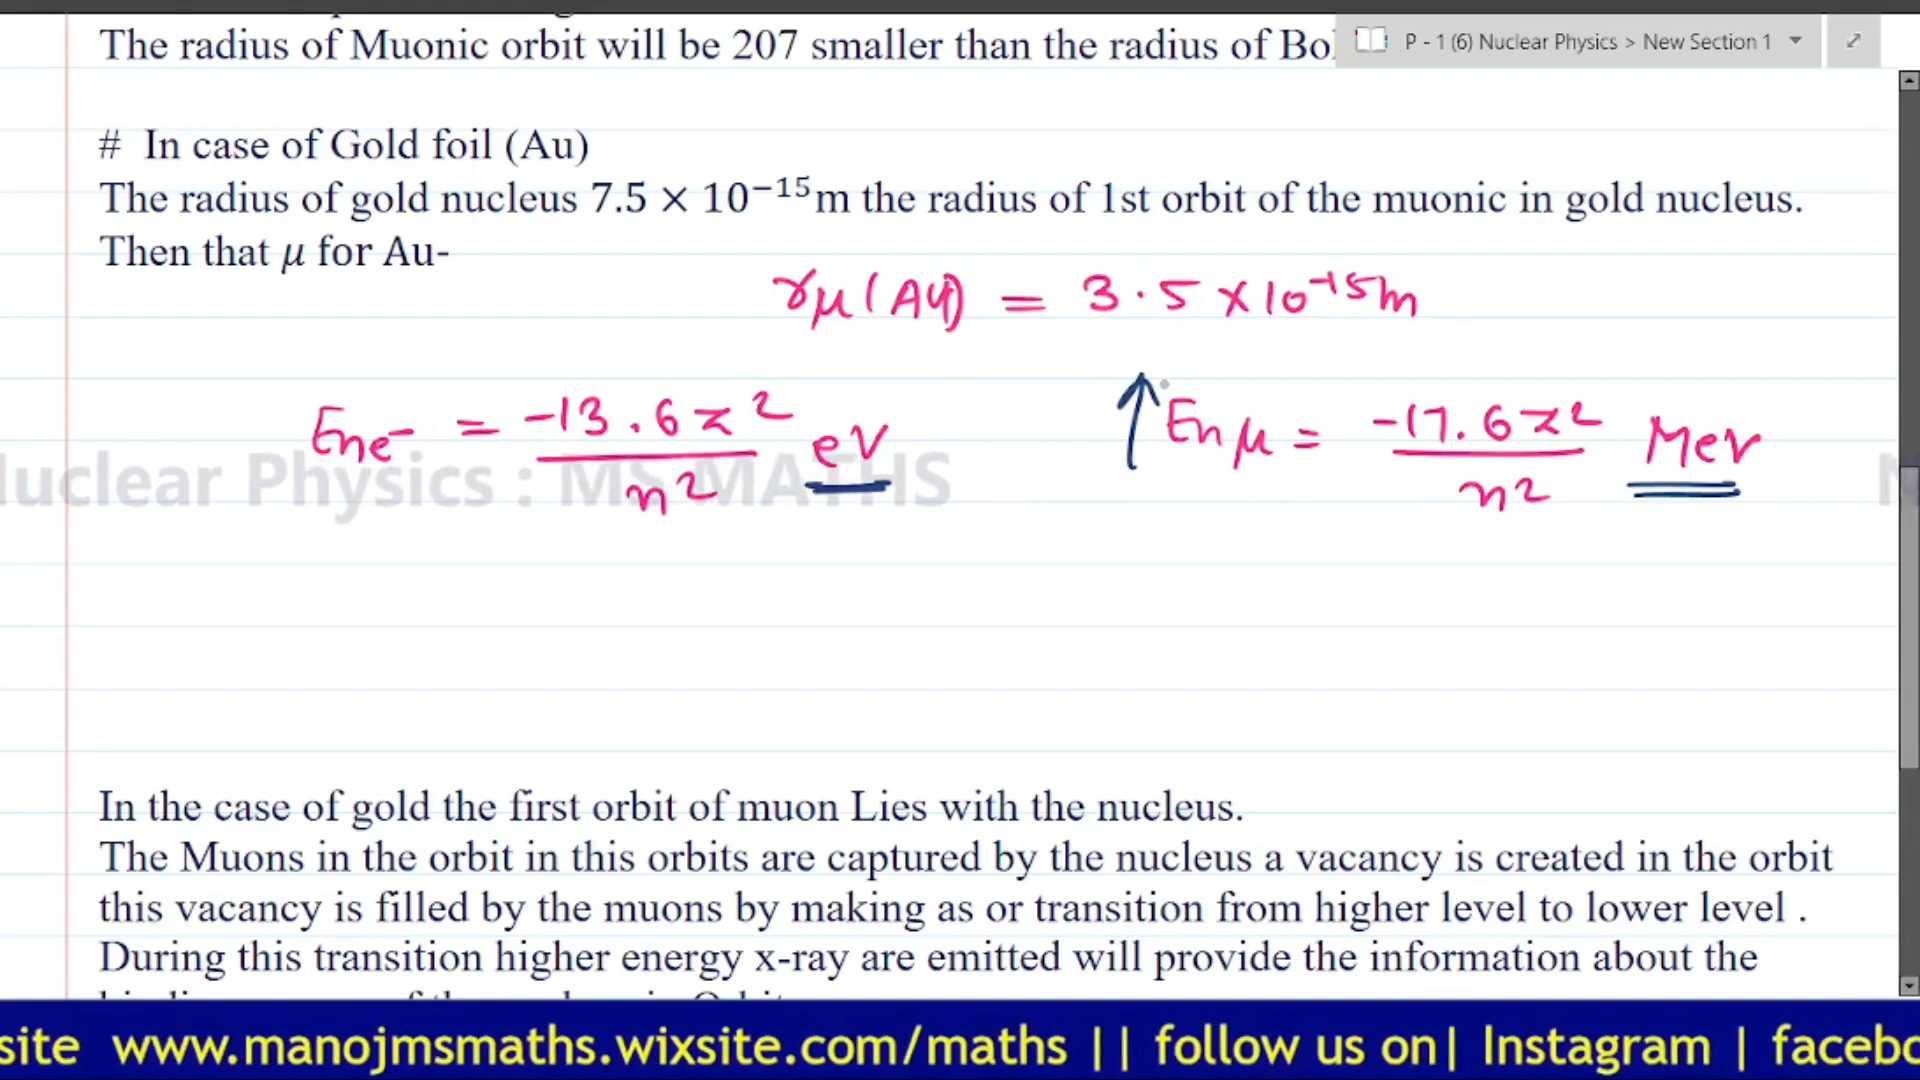 The radius of Muonic orbit will be 207 smaller than the radius of Bo
P - 1 (6) Nuclear Physics > New Section 1
# In case of Gold foil (Au)
The radius of gold nucleus 7.5 × 10⁻¹⁵m the radius of 1st orbit of the muonic in gold nucleus.
Then that μ for Au-
rμ(Au) = 3.5 × 10⁻¹⁵m
Ene⁻ = -13.6z²/n² eV
Enμ = -17.6z²/n² Mev
uclear Physics : MS MATHS
N
In the case of gold the first orbit of muon Lies with the nucleus.
The Muons in the orbit in this orbits are captured by the nucleus a vacancy is created in the orbit
this vacancy is filled by the muons by making as or transition from higher level to lower level .
During this transition higher energy x-ray are emitted will provide the information about the
site www.manojmsmaths.wixsite.com/maths || follow us on| Instagram | facebo